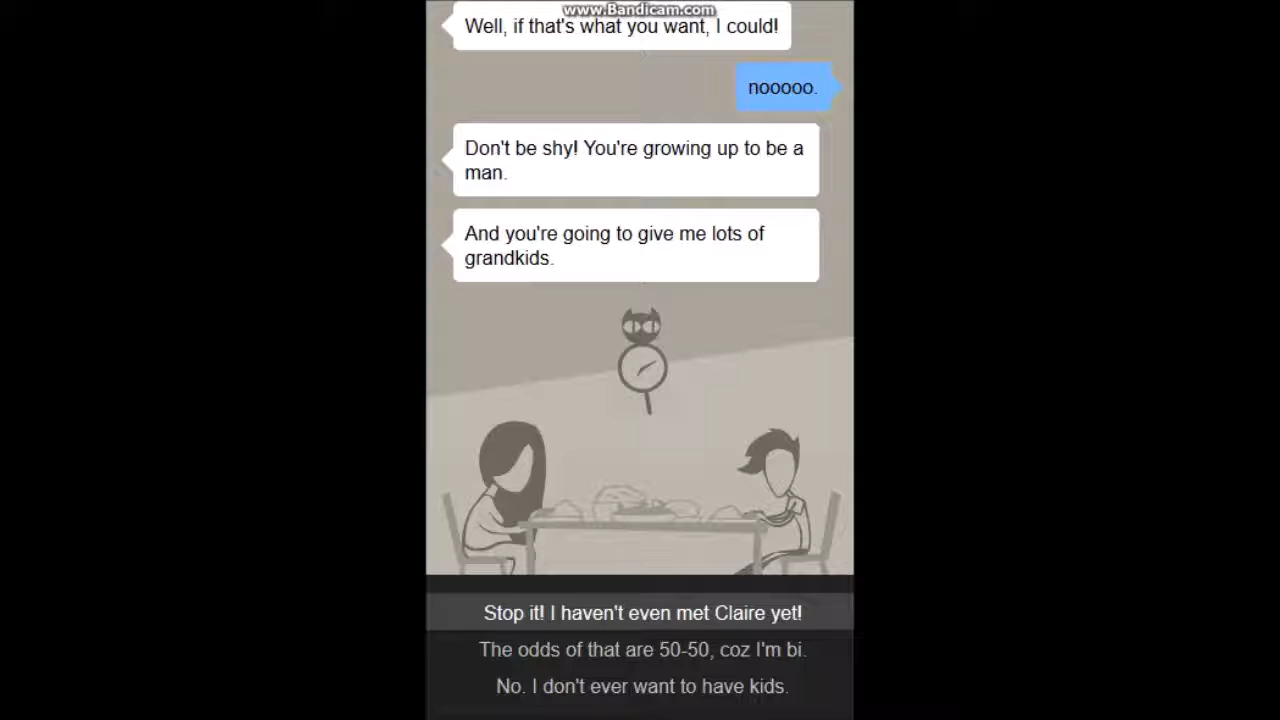 www.Bandicam.com
Well, if that's what you want, I could!
nooooo.
Don't be shy! You're growing up to be a
man.
And you're going to give me lots of
grandkids.
Stop it! I haven't even met Claire yet!
The odds of that are 50-50, coz I'm bi.
No. I don't ever want to have kids.